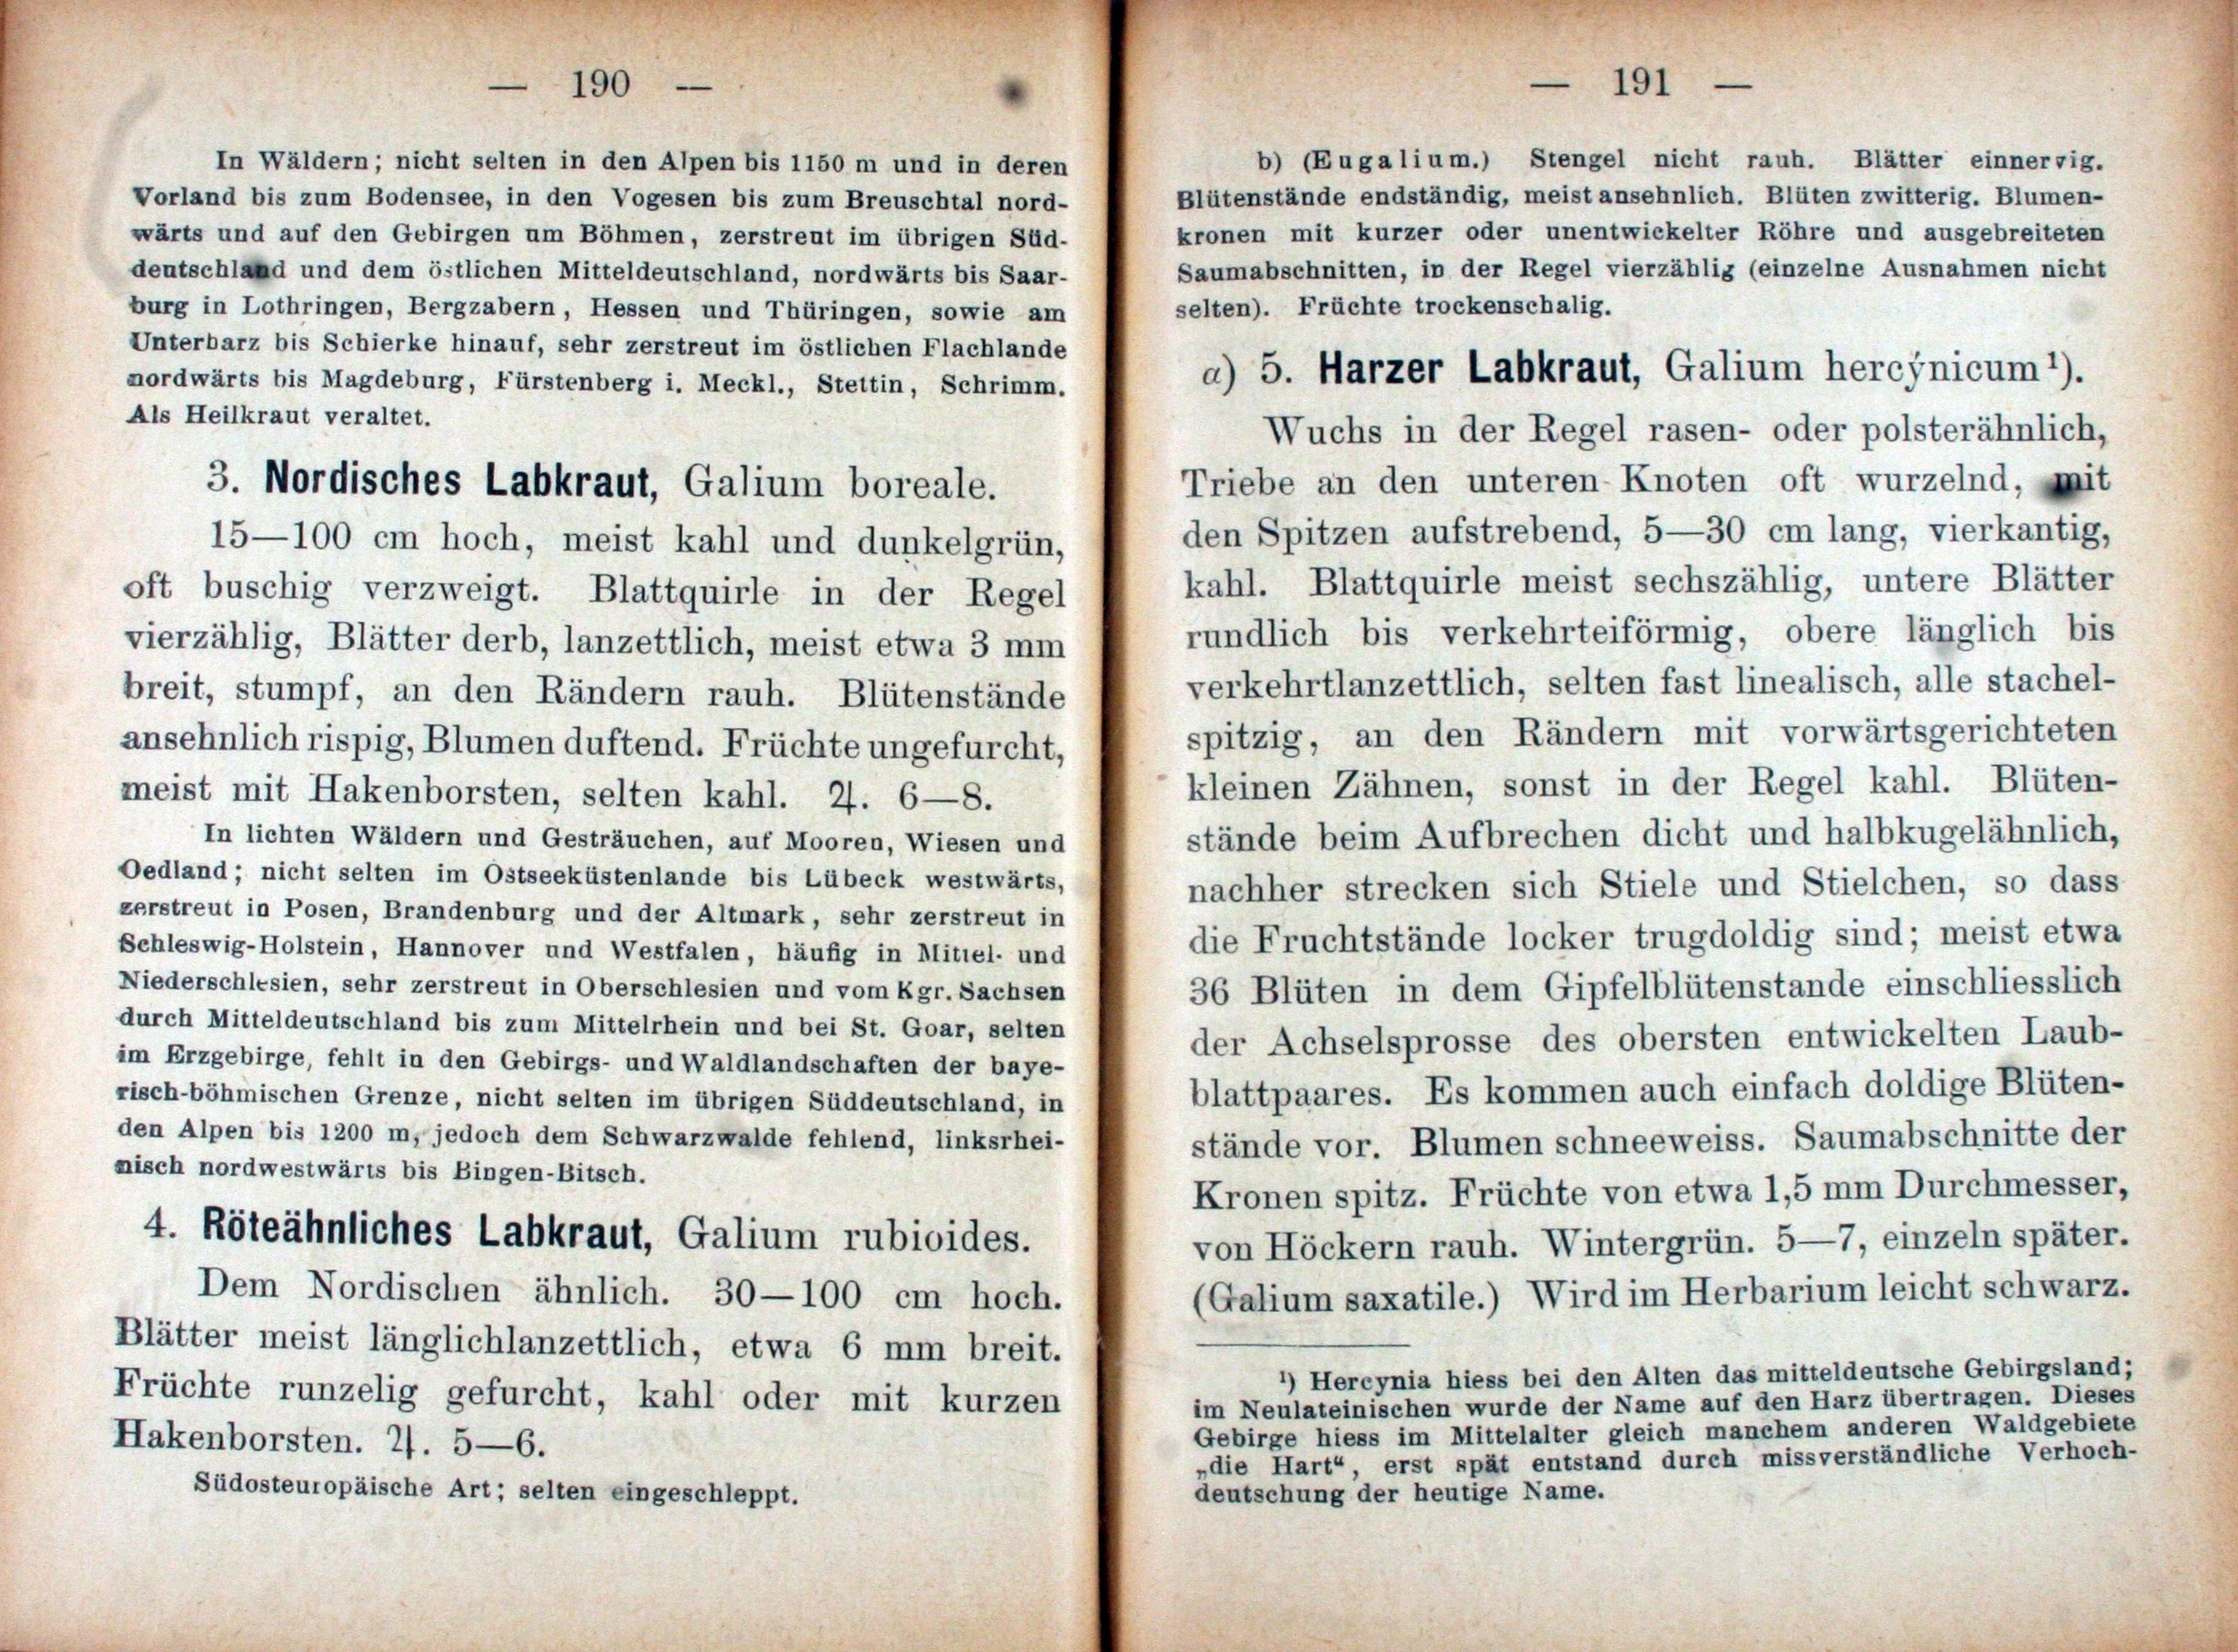 — 190 —
In Wäldern; nicht selten in den Alpen bis 1150 m und in deren
Vorland bis zum Bodensee, in den Vogesen bis zum Breuschtal nord-
wärts und auf den Gebirgen um Böhmen, zerstreut im übrigen Süd-
deutschland und dem östlichen Mitteldeutschland, nordwärts bis Saar-
burg in Lothringen, Bergzabern, Hessen und Thüringen, sowie am
Unterharz bis Schierke hinauf, sehr zerstreut im östlichen Flachlande
nordwärts bis Magdeburg, Fürstenberg i. Meckl., Stettin, Schrimm.
Als Heilkraut veraltet.
3. Nordisches Labkraut, Galium boreale.
15—100 cm hoch, meist kahl und dunkelgrün,
oft buschig verzweigt. Blattquirle in der Regel
vierzählig, Blätter derb, lanzettlich, meist etwa 3 mm
breit, stumpf, an den Rändern rauh. Blütenstände
ansehnlich rispig, Blumen duftend. Früchte ungefurcht,
meist mit Hakenborsten, selten kahl. ♃. 6—8.
In lichten Wäldern und Gesträuchen, auf Mooren, Wiesen und
Oedland; nicht selten im Ostseeküstenlande bis Lübeck westwärts,
zerstreut in Posen, Brandenburg und der Altmark, sehr zerstreut in
Schleswig-Holstein, Hannover und Westfalen, häufig in Mittel- und
Niederschlesien, sehr zerstreut in Oberschlesien und vom Kgr. Sachsen
durch Mitteldeutschland bis zum Mittelrhein und bei St. Goar, selten
im Erzgebirge, fehlt in den Gebirgs- und Waldlandschaften der baye-
risch-böhmischen Grenze, nicht selten im übrigen Süddeutschland, in
den Alpen bis 1200 m, jedoch dem Schwarzwalde fehlend, linksrhei-
nisch nordwestwärts bis Bingen-Bitsch.
4. Röteähnliches Labkraut, Galium rubioides.
Dem Nordischen ähnlich. 30—100 cm hoch.
Blätter meist länglichlanzettlich, etwa 6 mm breit.
Früchte runzelig gefurcht, kahl oder mit kurzen
Hakenborsten. ♃. 5—6.
Südosteuropäische Art; selten eingeschleppt.
— 191 —
b) (Eugalium.) Stengel nicht rauh. Blätter einnervig.
Blütenstände endständig, meist ansehnlich. Blüten zwitterig. Blumen-
kronen mit kurzer oder unentwickelter Röhre und ausgebreiteten
Saumabschnitten, in der Regel vierzählig (einzelne Ausnahmen nicht
selten). Früchte trockenschalig.
a) 5. Harzer Labkraut, Galium hercýnicum¹).
Wuchs in der Regel rasen- oder polsterähnlich,
Triebe an den unteren Knoten oft wurzelnd, mit
den Spitzen aufstrebend, 5—30 cm lang, vierkantig,
kahl. Blattquirle meist sechszählig, untere Blätter
rundlich bis verkehrteiförmig, obere länglich bis
verkehrtlanzettlich, selten fast linealisch, alle stachel-
spitzig, an den Rändern mit vorwärtsgerichteten
kleinen Zähnen, sonst in der Regel kahl. Blüten-
stände beim Aufbrechen dicht und halbkugelähnlich,
nachher strecken sich Stiele und Stielchen, so dass
die Fruchtstände locker trugdoldig sind; meist etwa
36 Blüten in dem Gipfelblütenstande einschliesslich
der Achselsprosse des obersten entwickelten Laub-
blattpaares. Es kommen auch einfach doldige Blüten-
stände vor. Blumen schneeweiss. Saumabschnitte der
Kronen spitz. Früchte von etwa 1,5 mm Durchmesser,
von Höckern rauh. Wintergrün. 5—7, einzeln später.
(Galium saxatile.) Wird im Herbarium leicht schwarz.
¹) Hercynia hiess bei den Alten das mitteldeutsche Gebirgsland;
im Neulateinischen wurde der Name auf den Harz übertragen. Dieses
Gebirge hiess im Mittelalter gleich manchem anderen Waldgebiete
„die Hart“, erst spät entstand durch missverständliche Verhoch-
deutschung der heutige Name.